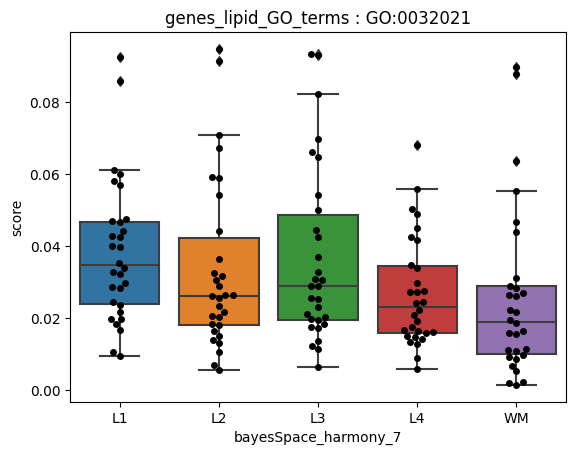 genes_lipid_GO_terms : GO:0032021
score
0.08
0.06
0.04
0.02
0.00
L1 L2 L3 L4 WM
bayesSpace_harmony_7